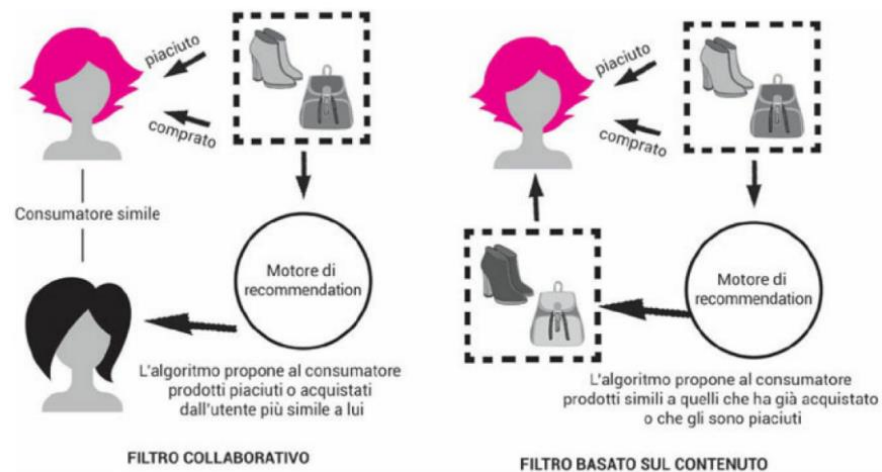 piaciuto
comprato
Consumatore simile
Motore di
recommendation
L'algoritmo propone al consumatore
prodotti piaciuti o acquistati
dall'utente più simile a lui
FILTRO COLLABORATIVO
piaciuto
comprato
Motore di
recommendation
L'algoritmo propone al consumatore
prodotti simili a quelli che ha già acquistato
o che gli sono piaciuti
FILTRO BASATO SUL CONTENUTO